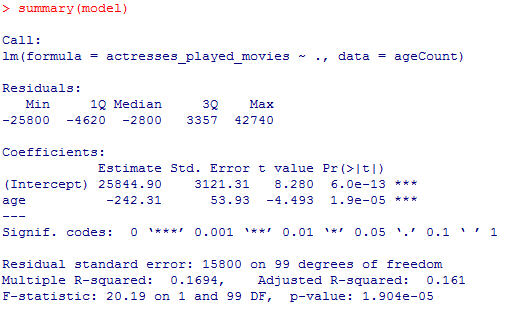 > summary(model)
Call:
lm(formula = actresses_played_movies ~ ., data = ageCount)
Residuals:
   Min     1Q Median     3Q    Max
-25800  -4620  -2800   3357  42740
Coefficients:
            Estimate Std. Error t value Pr(>|t|)
(Intercept) 25844.90    3121.31   8.280  6.0e-13 ***
age          -242.31      53.93  -4.493  1.9e-05 ***
---
Signif. codes:  0 ‘***’ 0.001 ‘**’ 0.01 ‘*’ 0.05 ‘.’ 0.1 ‘ ’ 1
Residual standard error: 15800 on 99 degrees of freedom
Multiple R-squared:  0.1694,    Adjusted R-squared:  0.161
F-statistic: 20.19 on 1 and 99 DF,  p-value: 1.904e-05